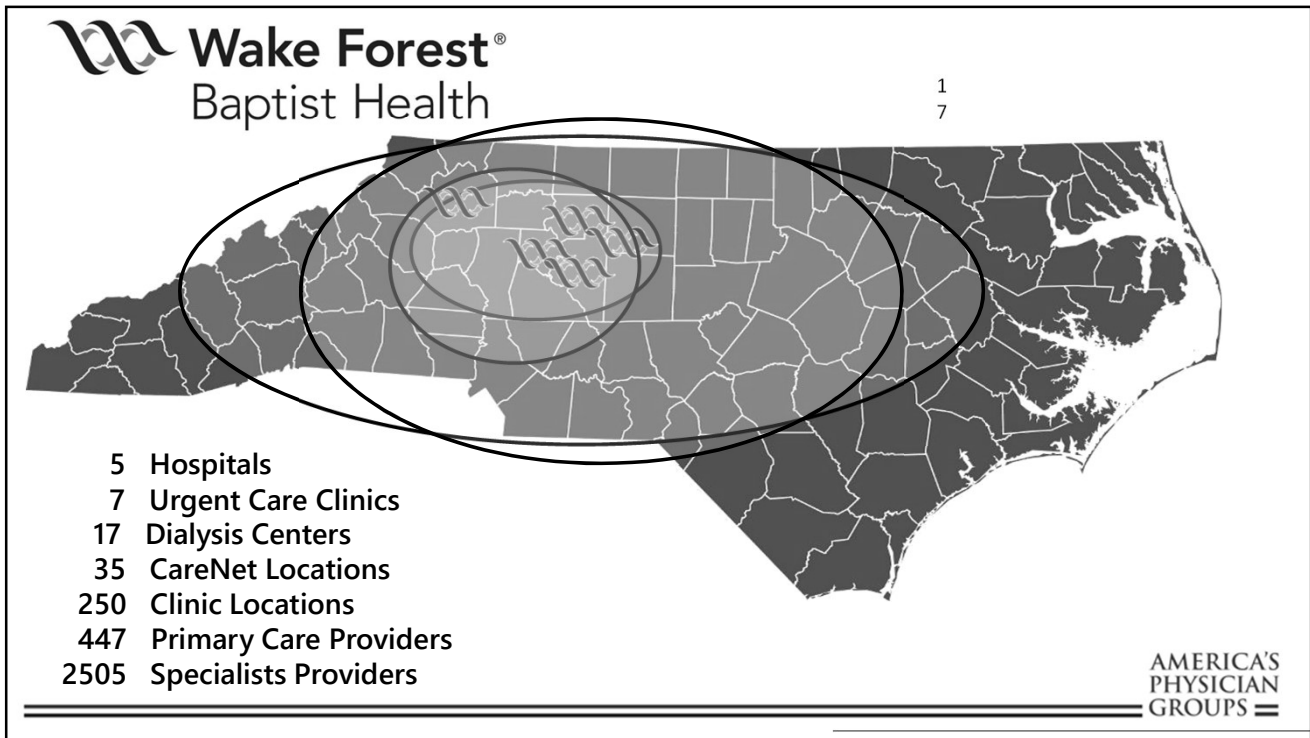 Wake Forest®
Baptist Health
1
7
5 Hospitals
7 Urgent Care Clinics
17 Dialysis Centers
35 CareNet Locations
250 Clinic Locations
447 Primary Care Providers
2505 Specialists Providers
AMERICA'S
PHYSICIAN
GROUPS